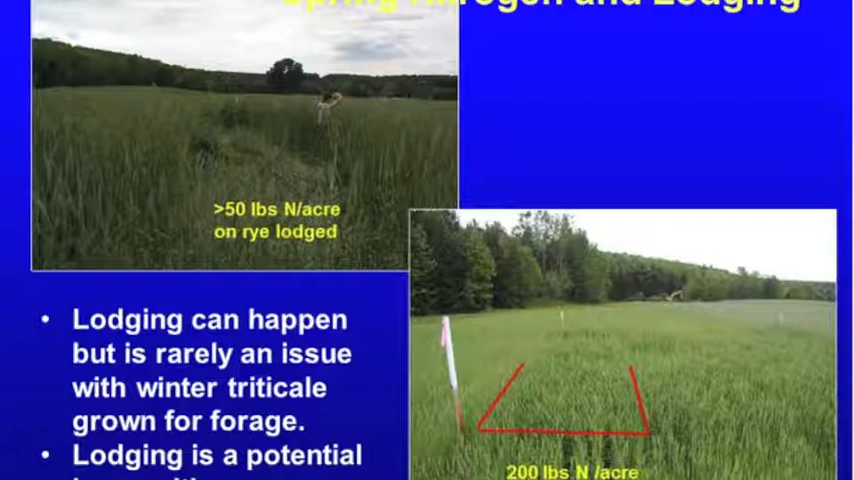 Spring Nitrogen and Lodging
>50 lbs N/acre
on rye lodged
• Lodging can happen
but is rarely an issue
with winter triticale
grown for forage.
• Lodging is a potential
200 lbs N /acre